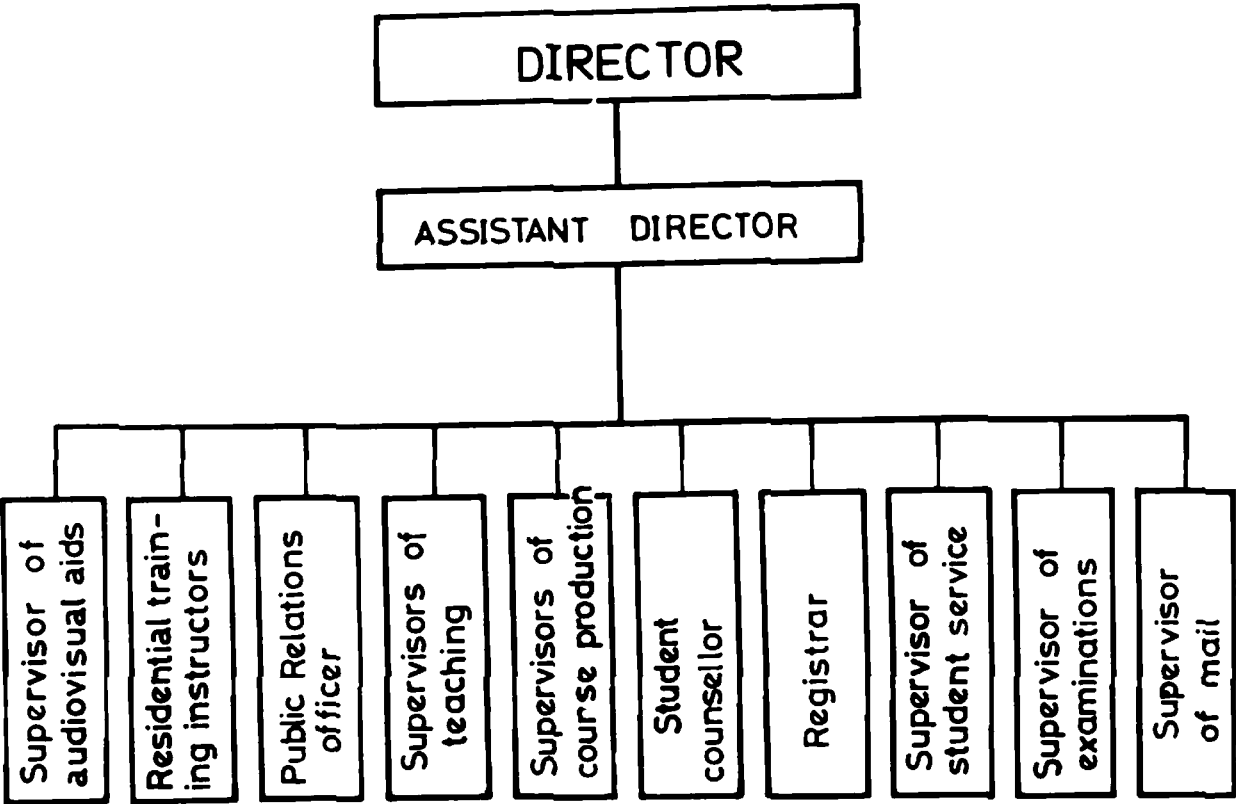 DIRECTOR
ASSISTANT DIRECTOR
Supervisor of
audiovisual aids
Residential train-
ing instructors
Public Relations
officer
Supervisors of
teaching
Supervisors of
course production
Student
counsellor
Registrar
Supervisor of
student service
Supervisor of
examinations
Supervisor
of mail